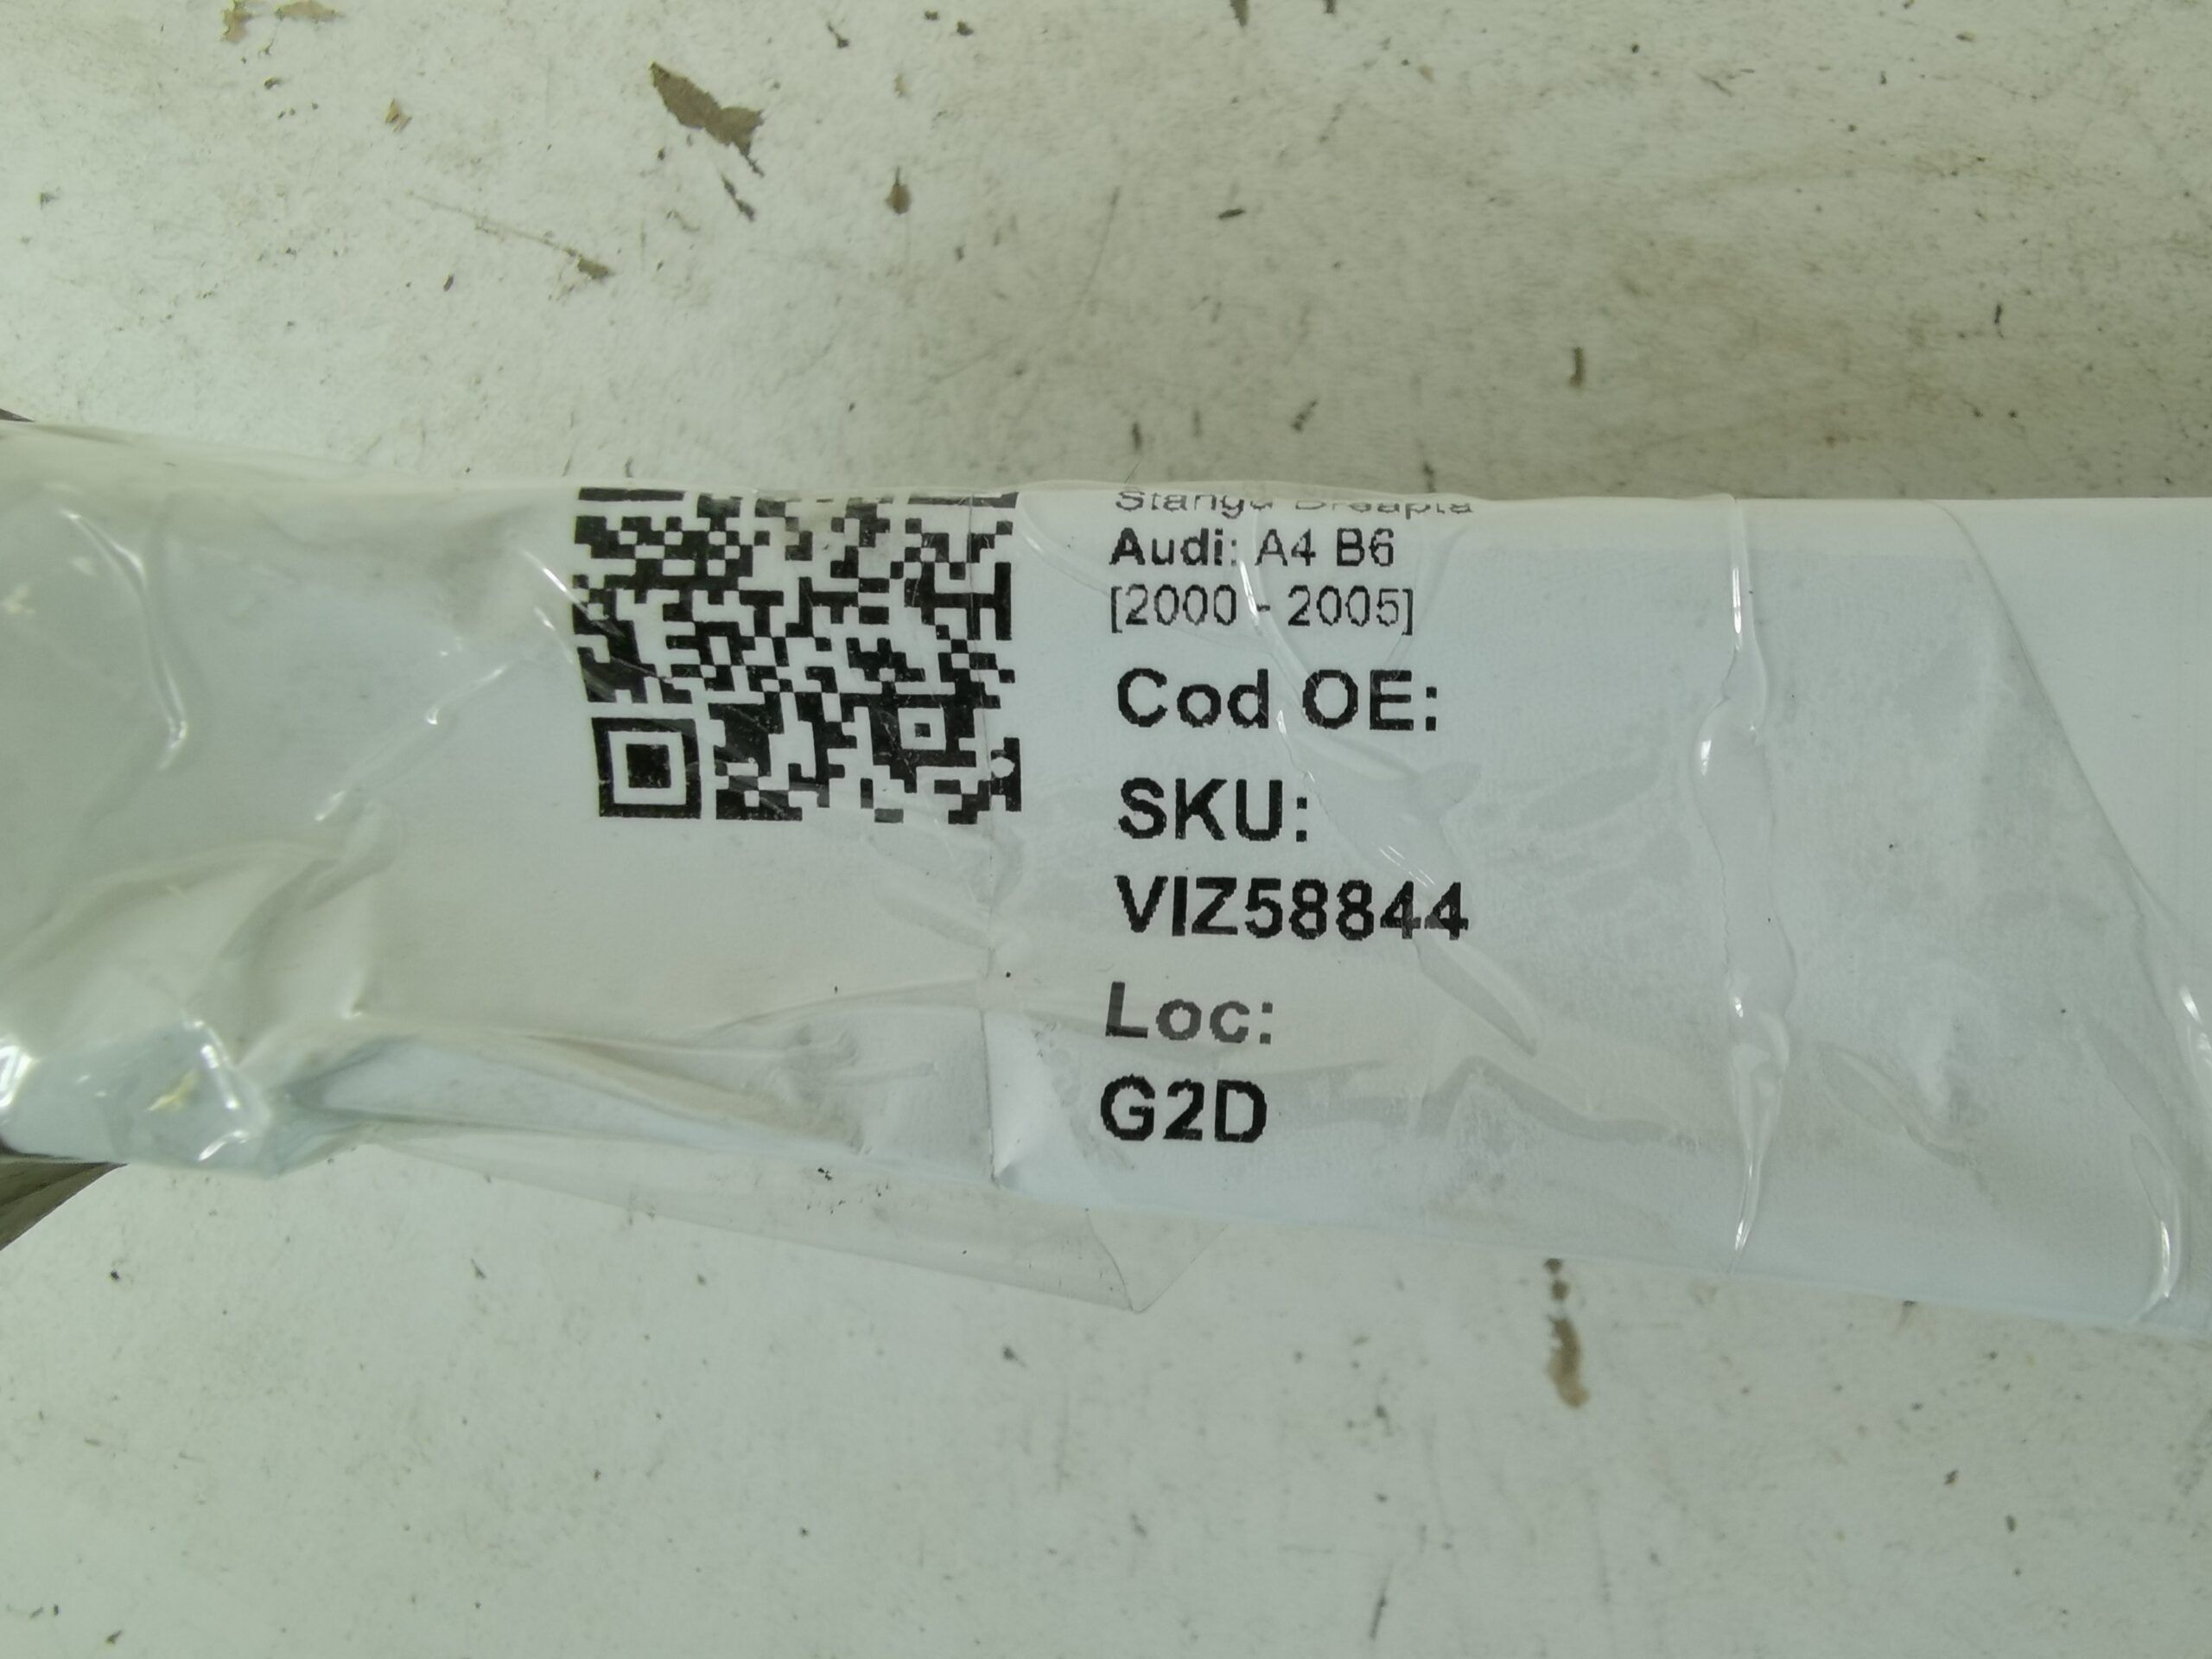 Audi: A4 B6
[2000 - 2005]
Cod OE:
SKU:
VIZ58844
Loc:
G2D